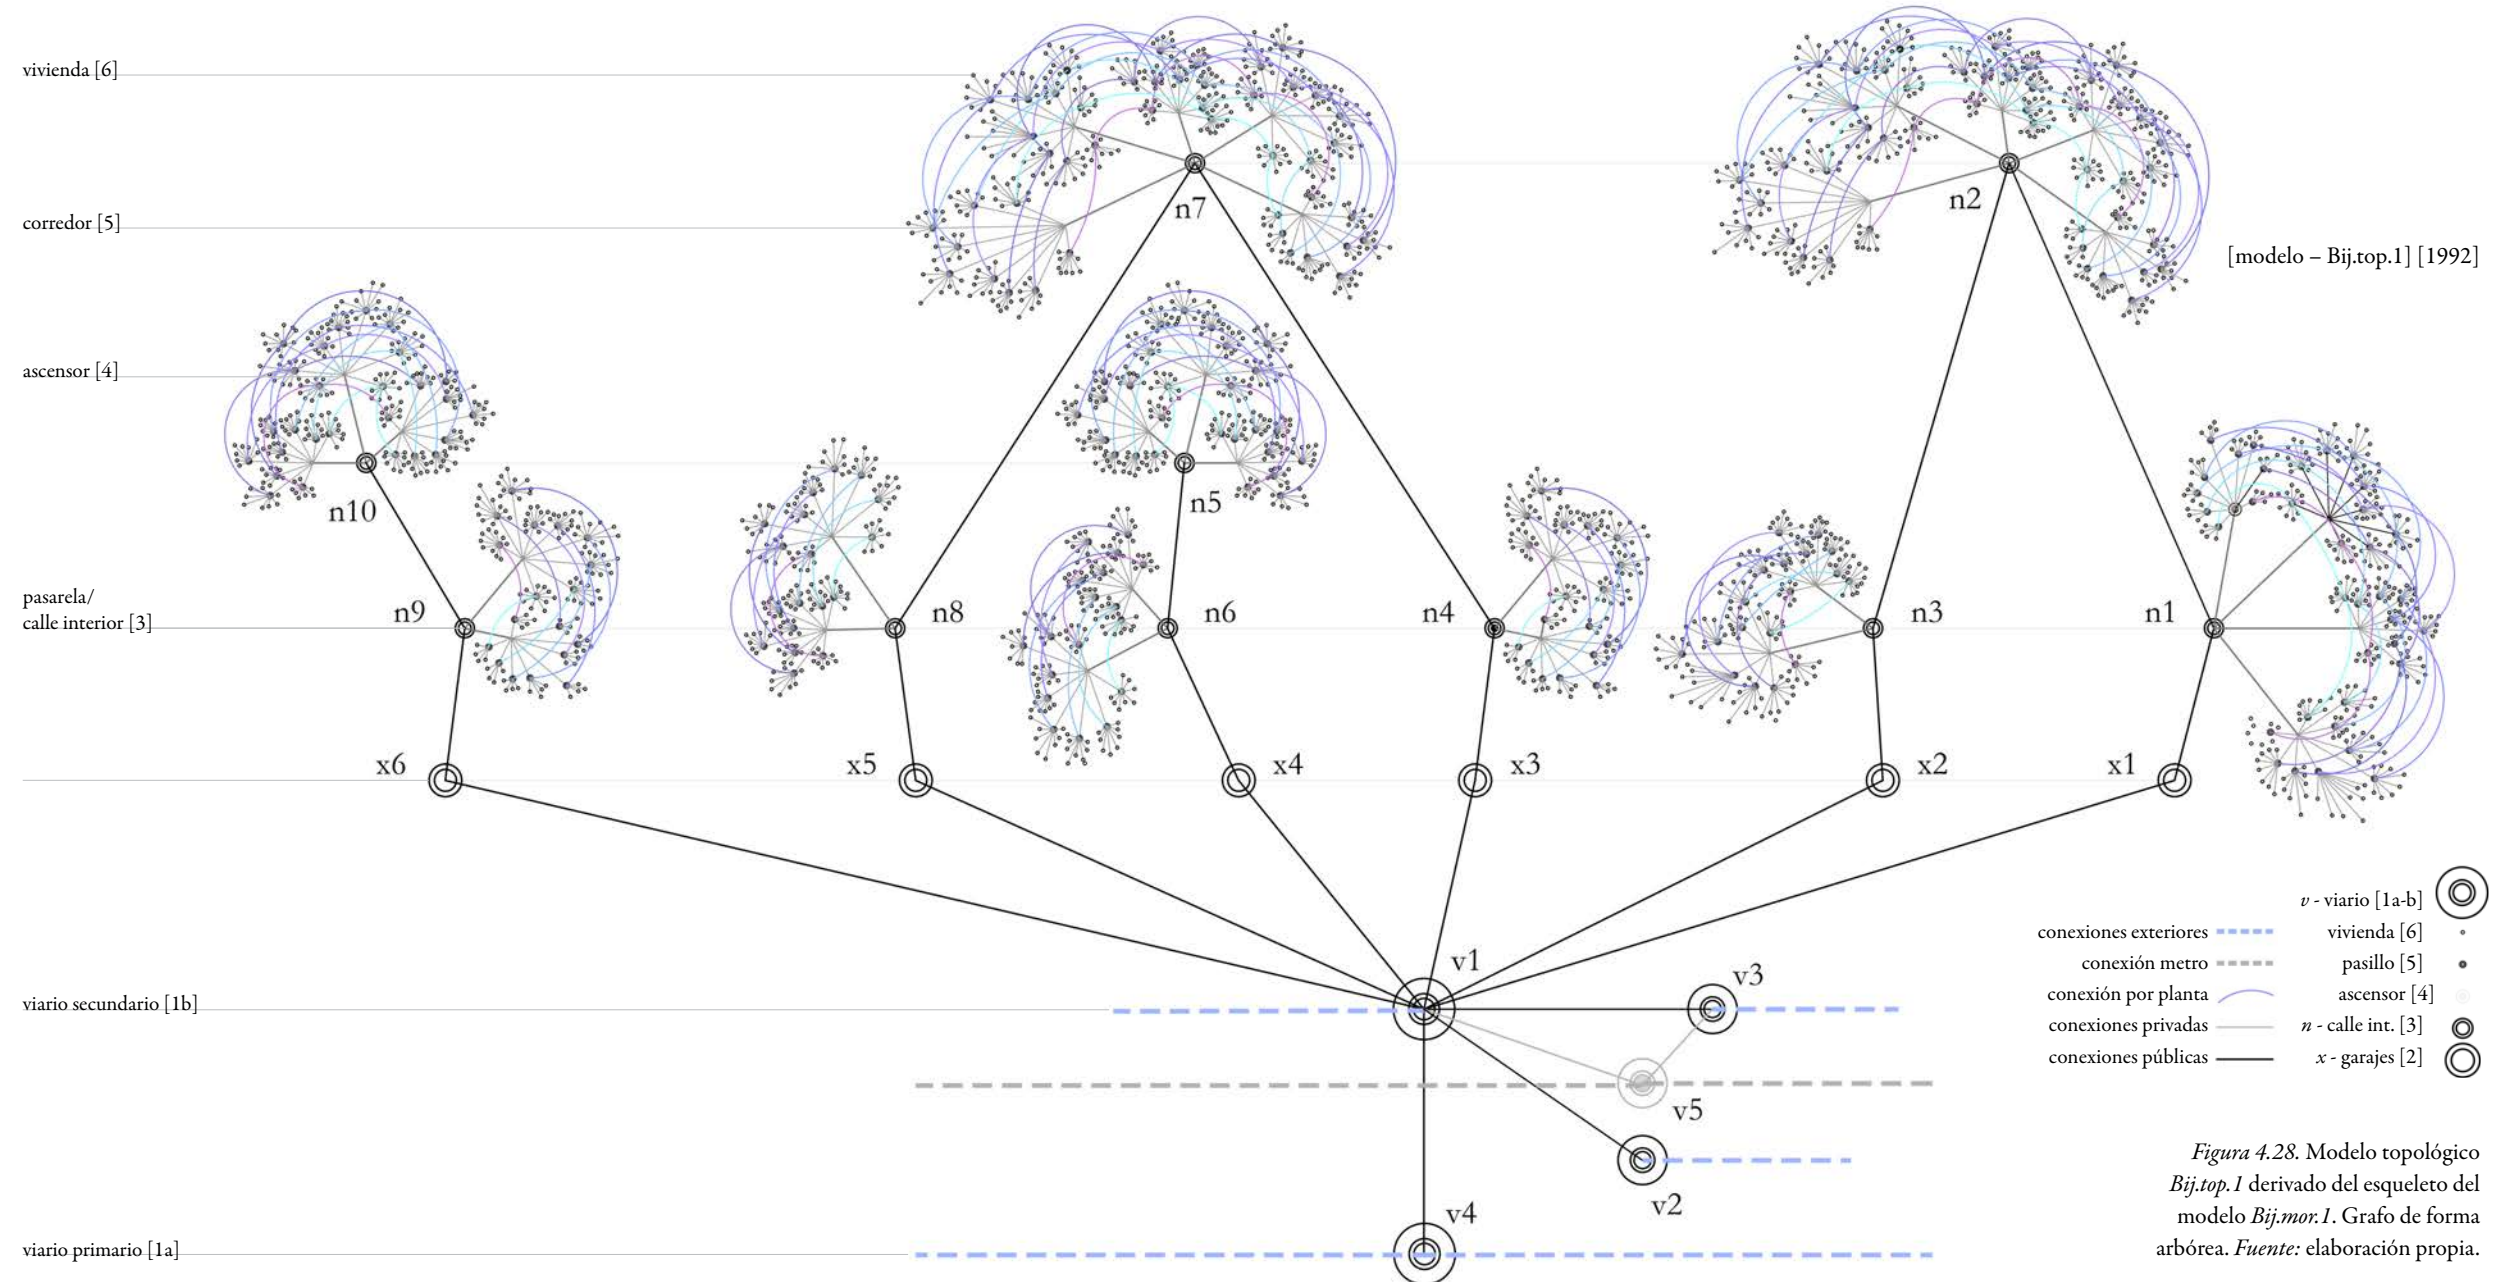 vivienda [6]
corredor [5]
ascensor [4]
pasarela/
calle interior [3]
viario secundario [1b]
viario primario [1a]
n7
n2
[modelo – Bij.top.1] [1992]
n10
n5
n9
n8
n6
n4
n3
n1
x6
x5
x4
x3
x2
x1
v1
v3
v5
v2
v4
v - viario [1a-b]
conexiones exteriores
vivienda [6]
conexión metro
pasillo [5]
conexión por planta
ascensor [4]
conexiones privadas
n - calle int. [3]
conexiones públicas
x - garajes [2]
Figura 4.28. Modelo topológico
Bij.top.1 derivado del esqueleto del
modelo Bij.mor.1. Grafo de forma
arbórea. Fuente: elaboración propia.